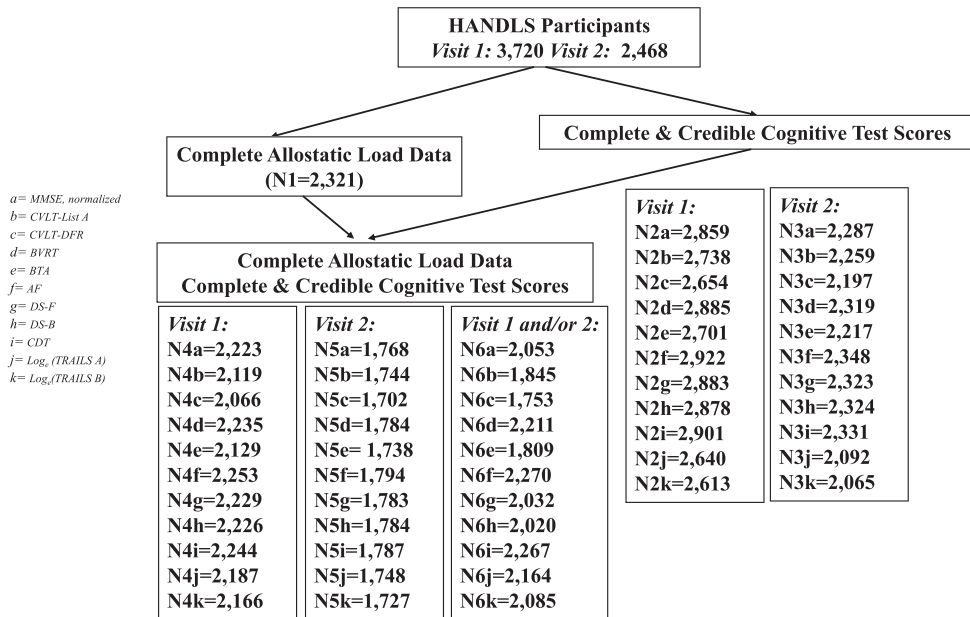 HANDLS Participants
Visit 1: 3,720 Visit 2: 2,468
Complete Allostatic Load Data
(N1=2,321)
Complete & Credible Cognitive Test Scores
a= MMSE, normalized
b= CVLT-List A
c= CVLT-DFR
d= BVRT
e= BTA
f= AF
g= DS-F
h= DS-B
i= CDT
j= Logₑ (TRAILS A)
k= Logₑ(TRAILS B)
Complete Allostatic Load Data
Complete & Credible Cognitive Test Scores
Visit 1:
N4a=2,223
N4b=2,119
N4c=2,066
N4d=2,235
N4e=2,129
N4f=2,253
N4g=2,229
N4h=2,226
N4i=2,244
N4j=2,187
N4k=2,166
Visit 2:
N5a=1,768
N5b=1,744
N5c=1,702
N5d=1,784
N5e= 1,738
N5f=1,794
N5g=1,783
N5h=1,784
N5i=1,787
N5j=1,748
N5k=1,727
Visit 1 and/or 2:
N6a=2,053
N6b=1,845
N6c=1,753
N6d=2,211
N6e=1,809
N6f=2,270
N6g=2,032
N6h=2,020
N6i=2,267
N6j=2,164
N6k=2,085
Visit 1:
N2a=2,859
N2b=2,738
N2c=2,654
N2d=2,885
N2e=2,701
N2f=2,922
N2g=2,883
N2h=2,878
N2i=2,901
N2j=2,640
N2k=2,613
Visit 2:
N3a=2,287
N3b=2,259
N3c=2,197
N3d=2,319
N3e=2,217
N3f=2,348
N3g=2,323
N3h=2,324
N3i=2,331
N3j=2,092
N3k=2,065